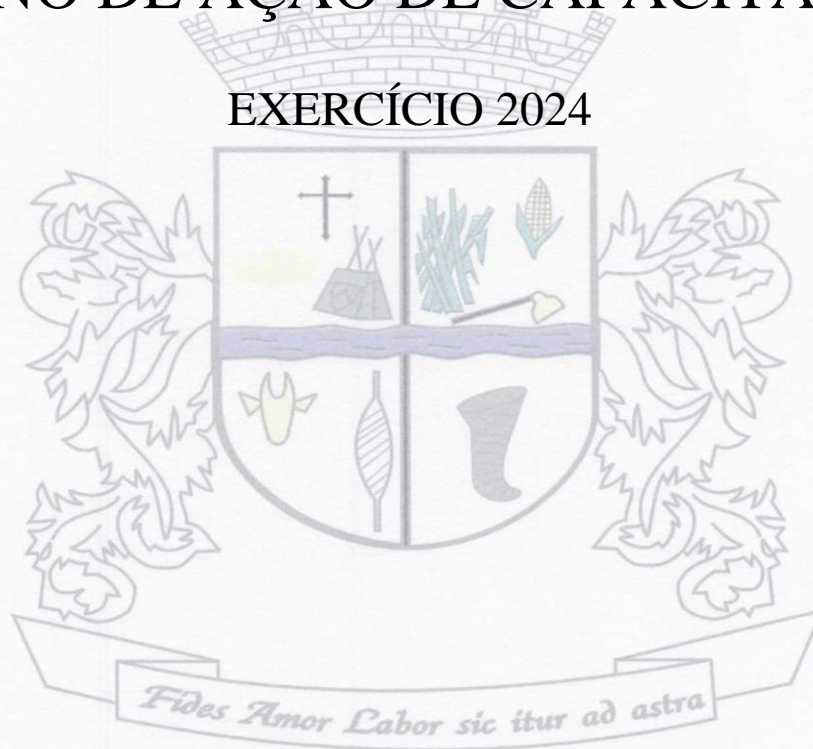 NO DE AÇÃO DE CAPACITA
EXERCÍCIO 2024
Fides Amor Labor sic itur ad astra